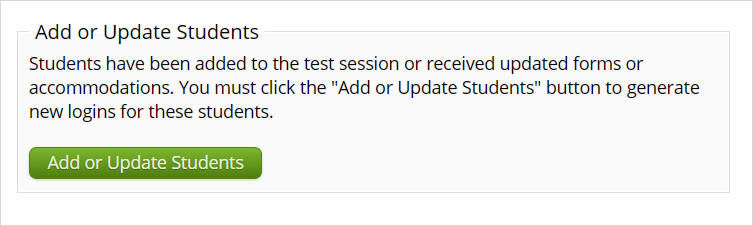 Add or Update Students
Students have been added to the test session or received updated forms or
accommodations. You must click the "Add or Update Students" button to generate
new logins for these students.
Add or Update Students